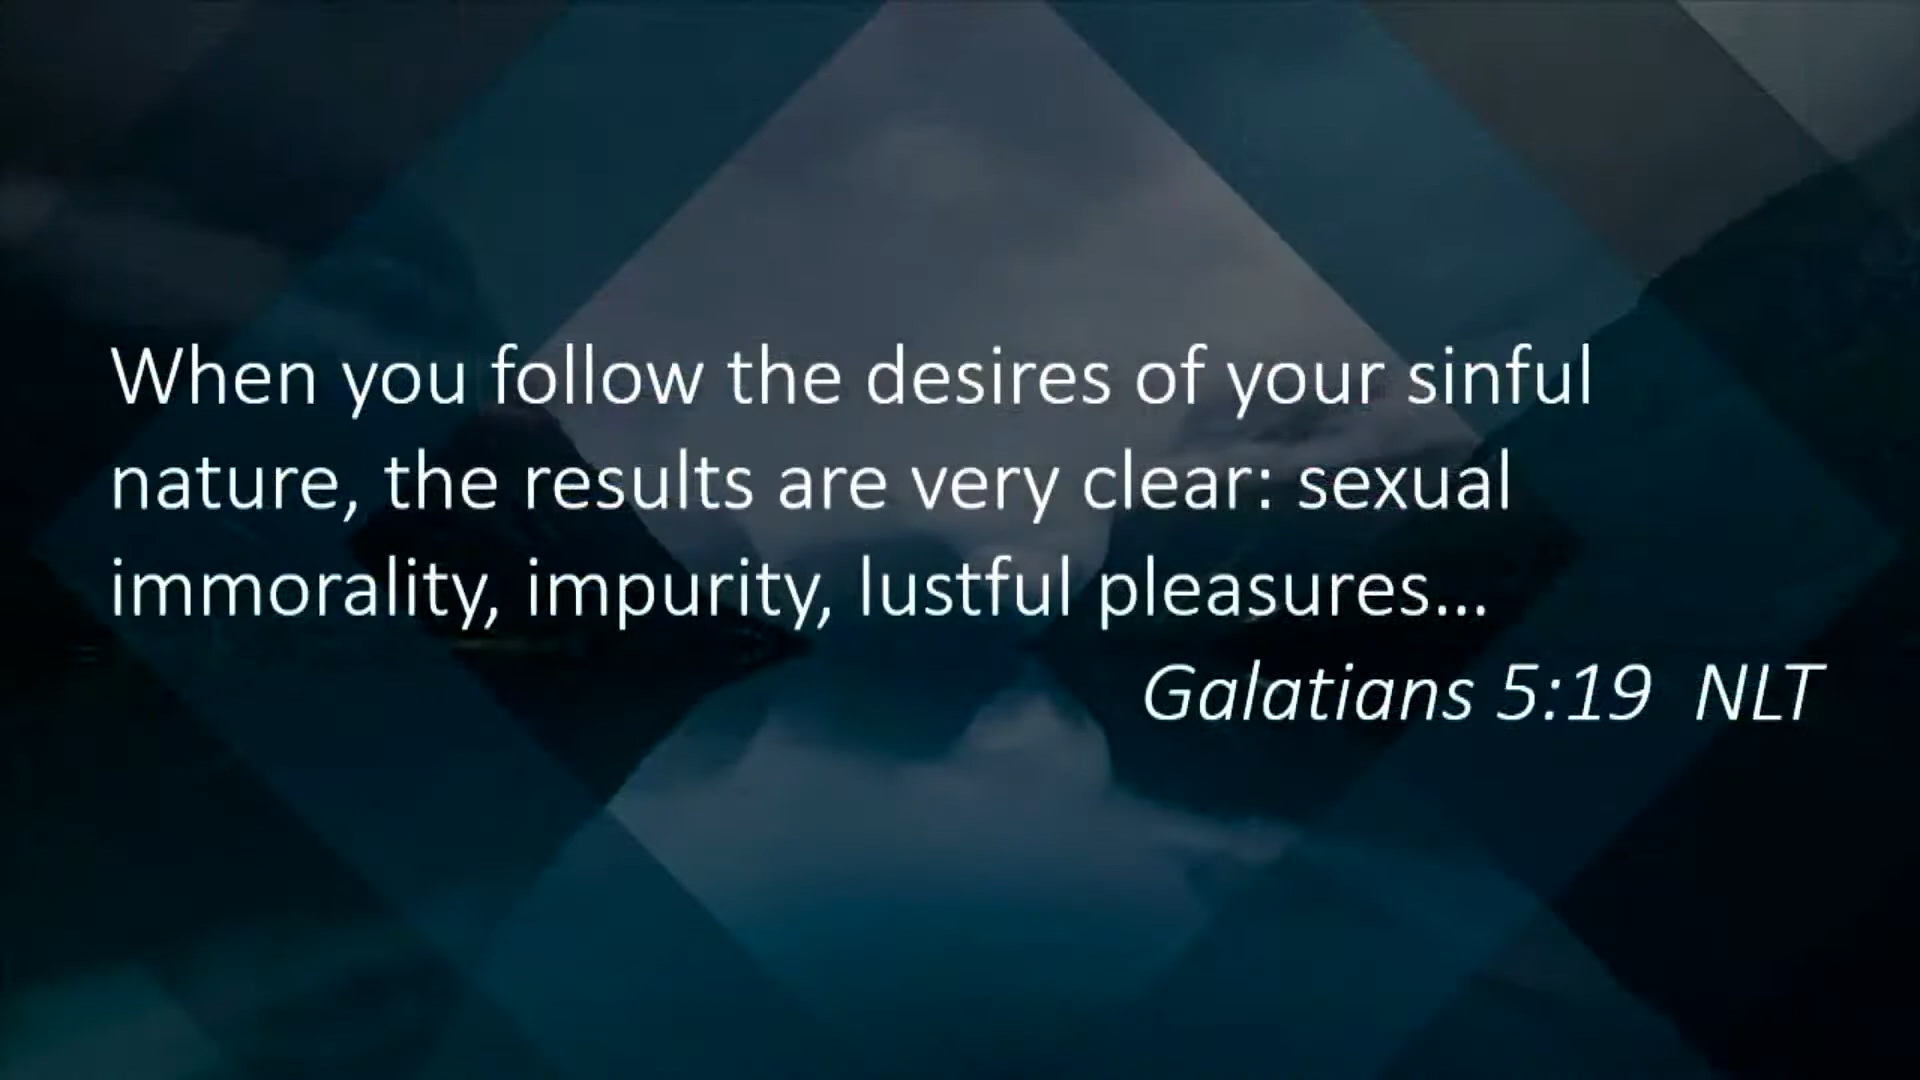 When you follow the desires of your sinful
nature, the results are very clear: sexual
immorality, impurity, lustful pleasures...
Galatians 5:19 NLT